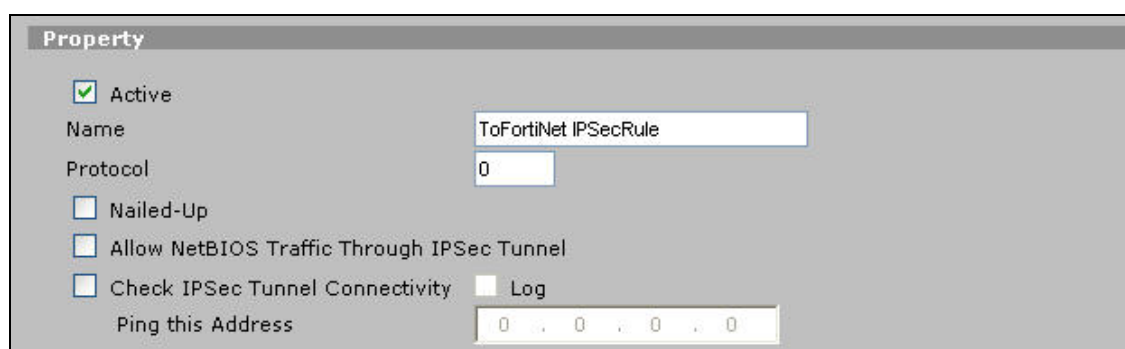 Property
Active
Name ToFortiNet IPSecRule
Protocol 0
Nailed-Up
Allow NetBIOS Traffic Through IPSec Tunnel
Check IPSec Tunnel Connectivity Log
Ping this Address 0 . 0 . 0 . 0